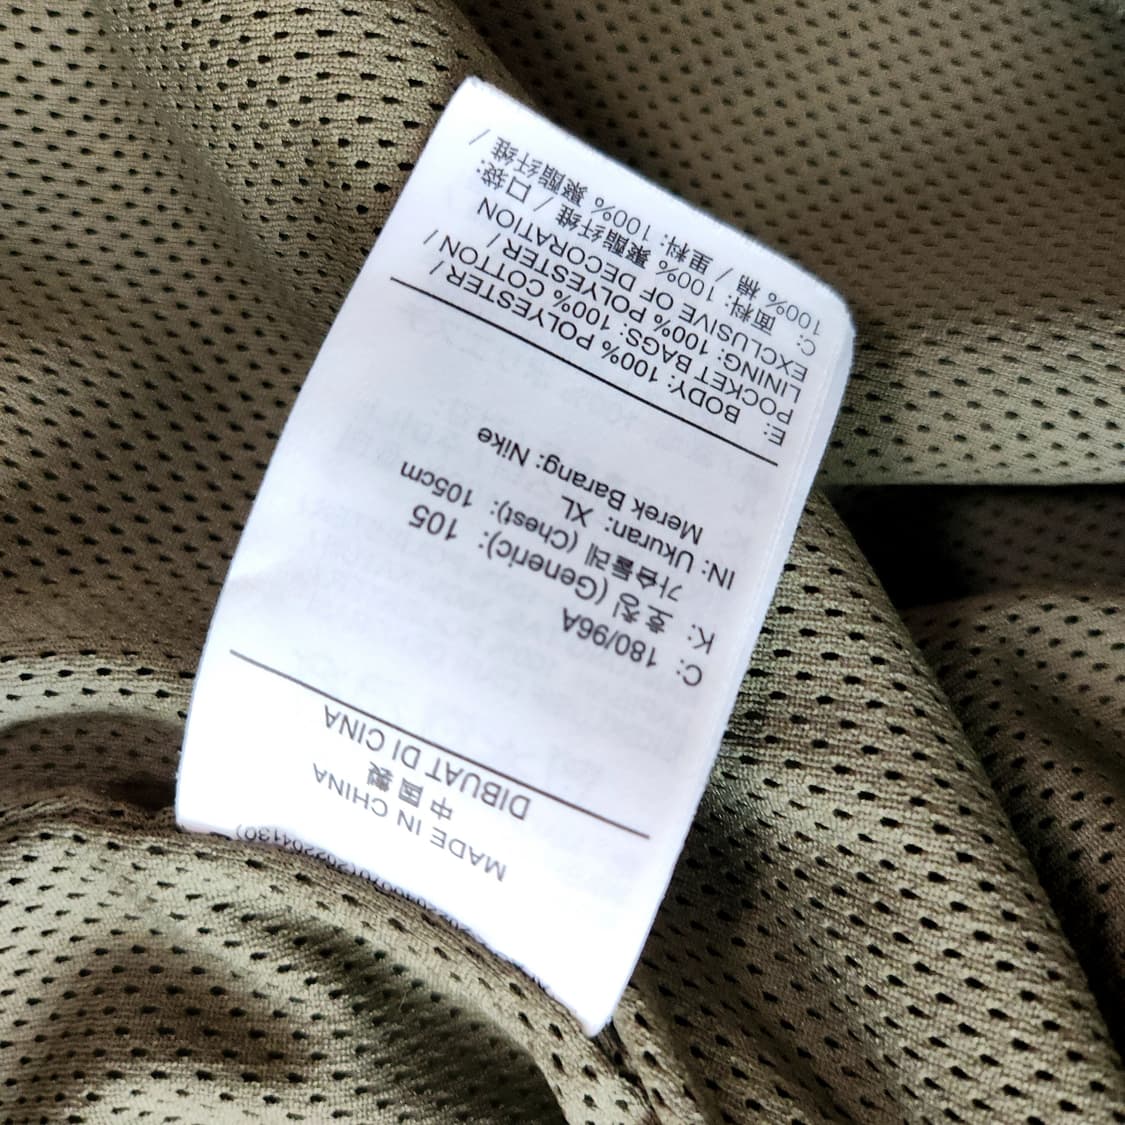 (202204130)
MADE IN CHINA
中國製
DIBUAT DI CINA
C: 180/96A
K: 호칭 (Generic): 105
가슴둘레 (Chest): 105cm
IN: Ukuran: XL
Merek Barang: Nike
E: BODY: 100% POLYESTER /
POCKET BAGS: 100% COTTON /
LINING: 100% POLYESTER /
EXCLUSIVE OF DECORATION
C: 面料: 100% 聚酯纤维 / 口袋:
100% 棉 / 里料: 100% 聚酯纤维 /